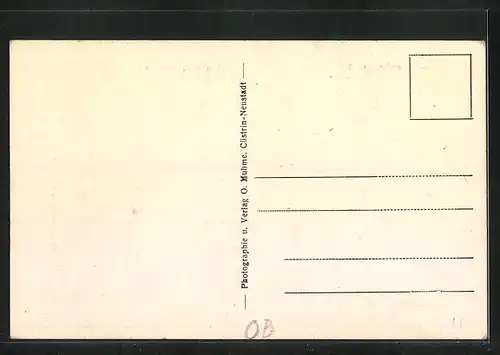 Photographie u. Verlag O. Muhme, Cüstrin-Neustadt
OB